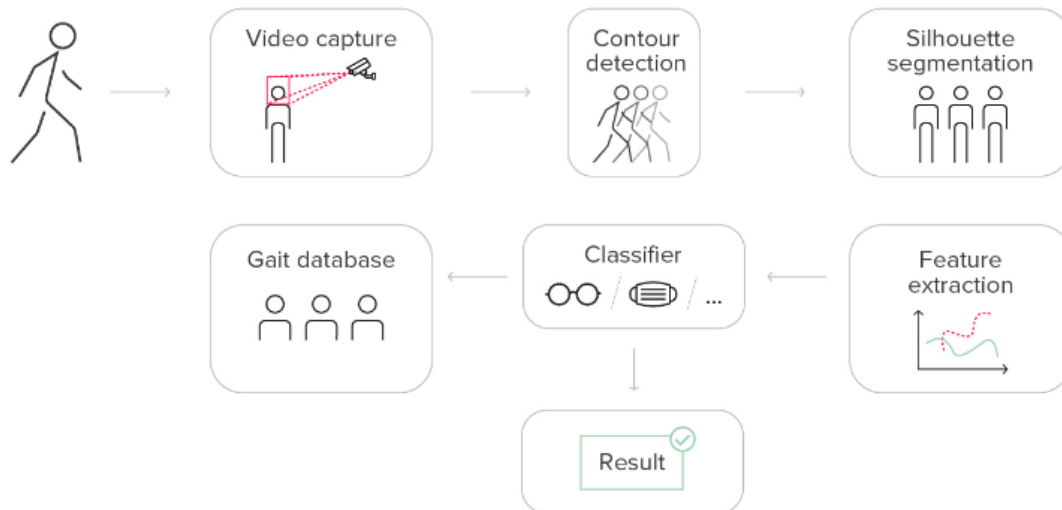 Video capture
Contour
detection
Silhouette
segmentation
Gait database
Classifier
...
Feature
extraction
Result